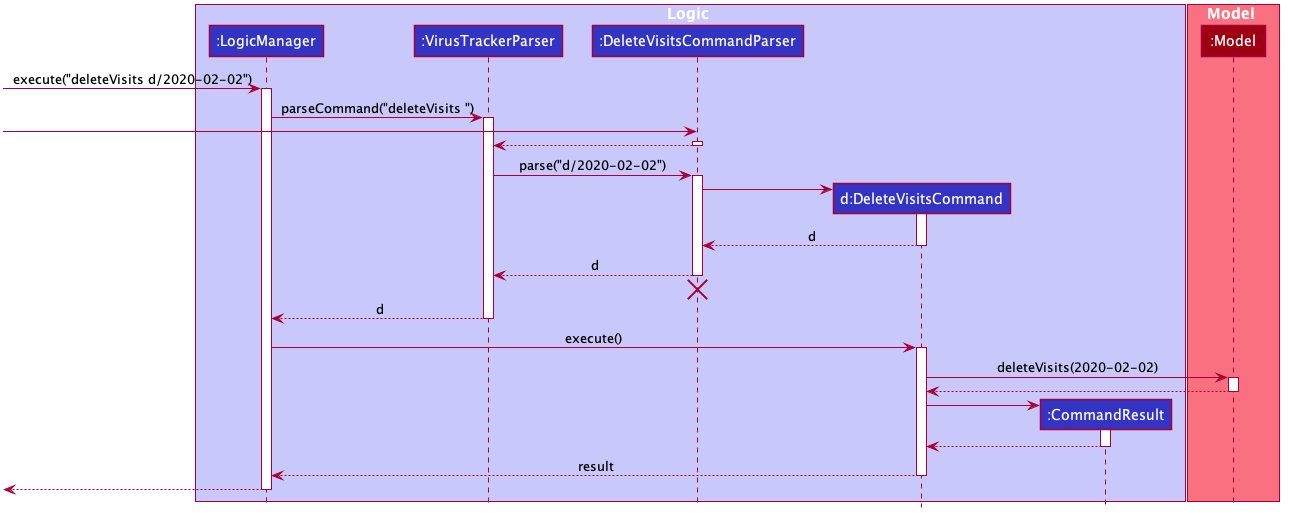 Logic
Model
:LogicManager
:VirusTrackerParser
:DeleteVisitsCommandParser
:Model
execute("deleteVisits d/2020-02-02")
parseCommand("deleteVisits ")
parse("d/2020-02-02")
d:DeleteVisitsCommand
d
d
d
execute()
deleteVisits(2020-02-02)
:CommandResult
result